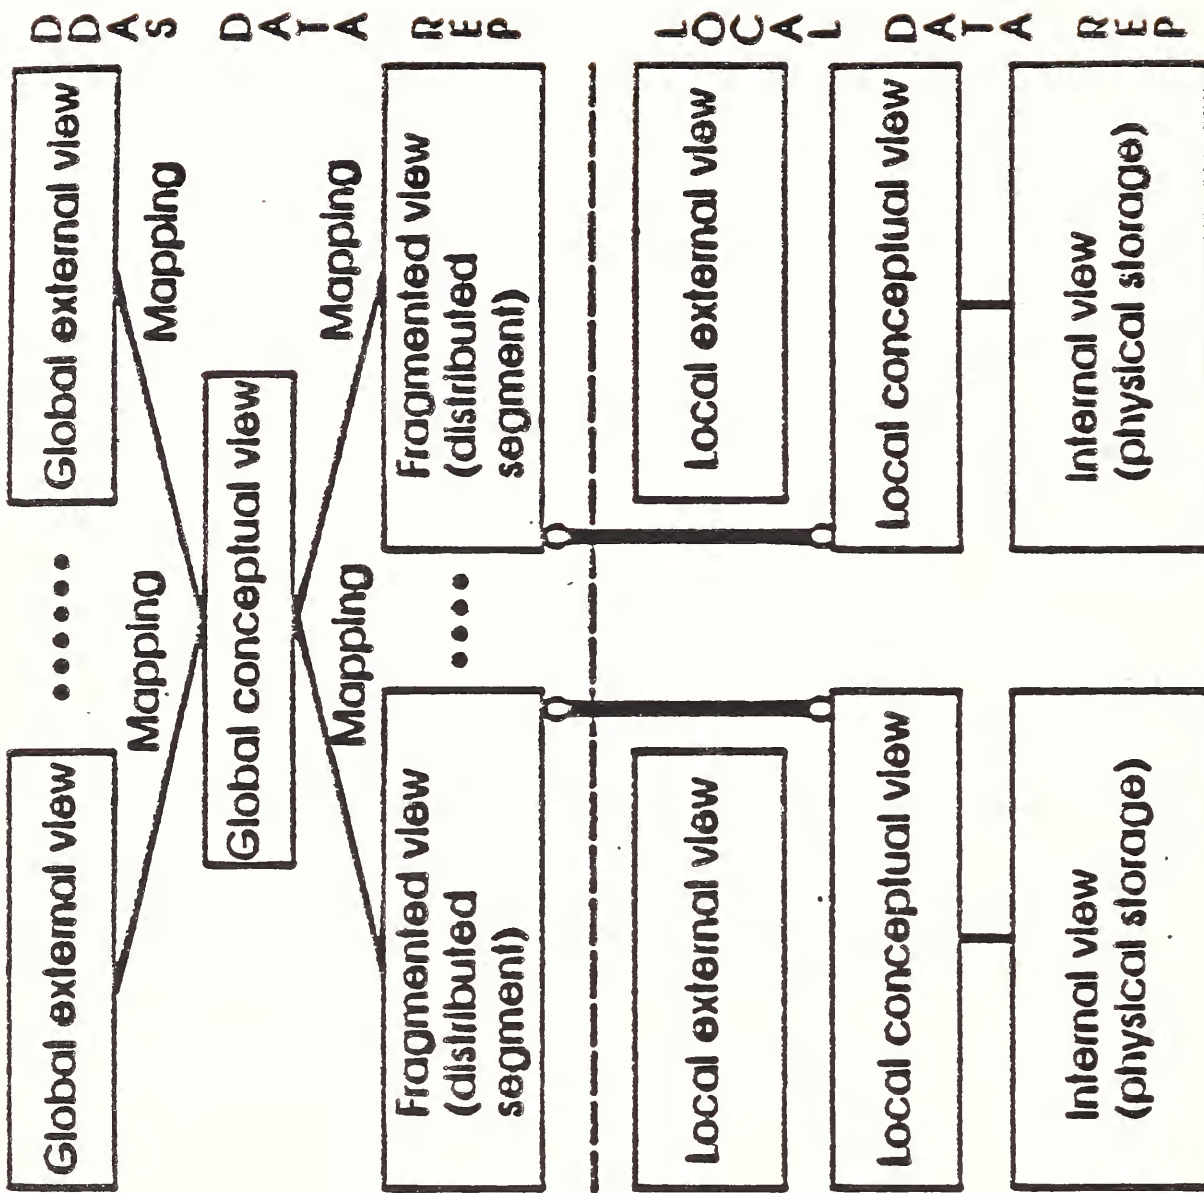 Global external view
Global external view
DDAS
Mapping
Mapping
Global conceptual view
DATA
Mapping
Mapping
Fragmented view
(distributed
segment)
Fragmented view
(distributed
segment)
REP
Local external view
Local external view
LOCAL
Local conceptual view
Local conceptual view
DATA
Internal view
(physical storage)
Internal view
(physical storage)
REP